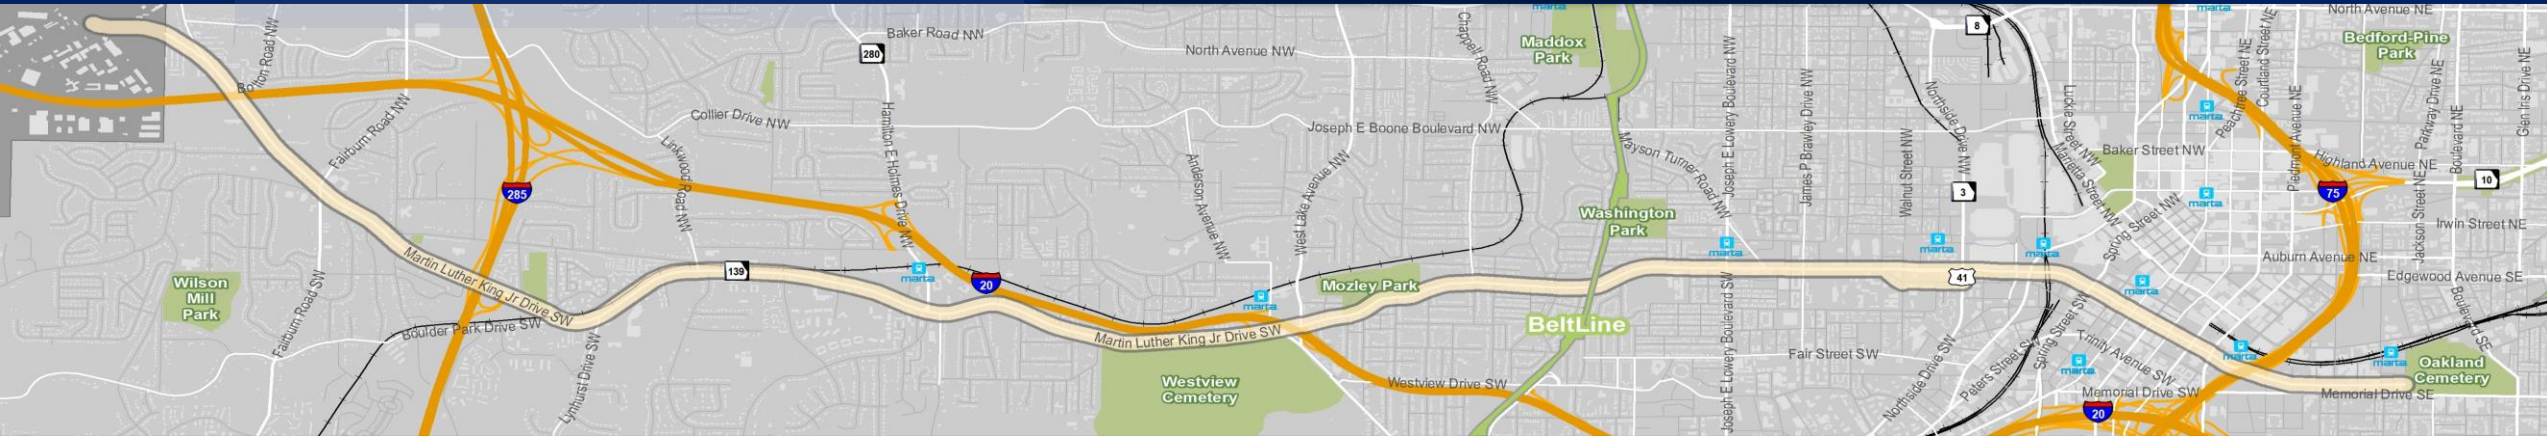 marta
marta
North Avenue NE
8
Bolton Road NW
Baker Road NW
280
North Avenue NW
Chappell Road NW
Maddox
Park
Bedford-Pine
Park
Peachtree Street NE
Courtland Street NE
Parkway Drive NE
Boulevard NE
Glen Iris Drive NE
Fairburn Road NW
Collier Drive NW
Linkwood Road NW
Hamilton E Holmes Drive NW
Joseph E Boone Boulevard NW
Mayson Turner Road NW
Joseph E Lowery Boulevard NW
James P Brawley Drive NW
Walnut Street NW
Northside Drive NW
Luckie Street NW
Marietta Street NW
Baker Street NW
marta
Piedmont Avenue NE
Highland Avenue NE
10
285
Anderson Avenue NW
West Lake Avenue NW
Washington
Park
3
marta
75
Spring Street NW
Jackson Street NE
Irwin Street NE
Martin Luther King Jr Drive SW
139
marta
20
marta
Mozley Park
marta
marta
marta
41
marta
Auburn Avenue NE
Edgewood Avenue SE
Wilson
Mill
Park
Fairburn Road SW
Boulder Park Drive SW
Lynhurst Drive SW
Martin Luther King Jr Drive SW
BeltLine
Joseph E Lowery Boulevard SW
Fair Street SW
Northside Drive SW
Peters Street S
Spring Street SW
Trinity Avenue SW
marta
marta
marta
Boulevard SE
Oakland
Cemetery
Westview
Cemetery
Westview Drive SW
Memorial Drive SW
Memorial Drive SE
20